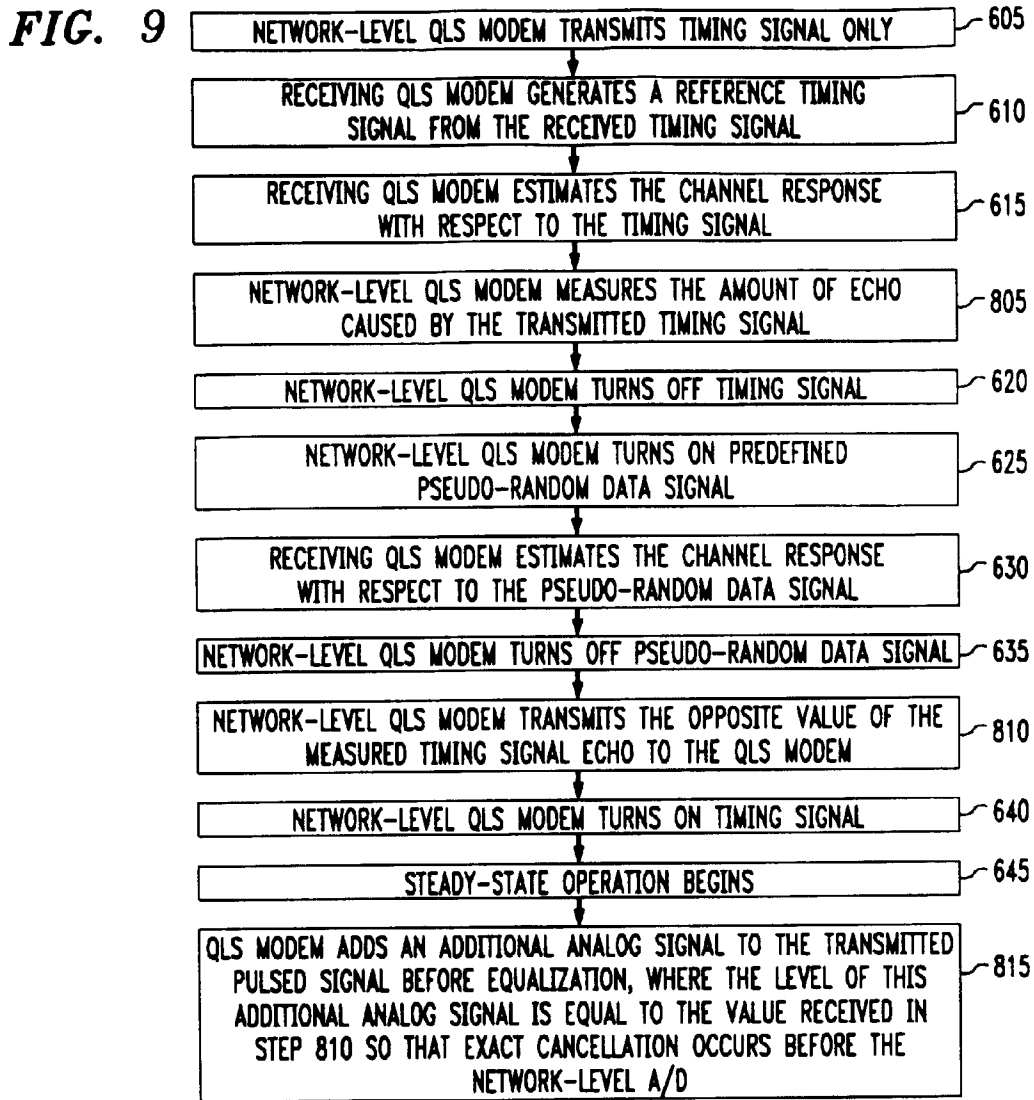 FIG. 9
NETWORK-LEVEL QLS MODEM TRANSMITS TIMING SIGNAL ONLY
605
RECEIVING QLS MODEM GENERATES A REFERENCE TIMING
SIGNAL FROM THE RECEIVED TIMING SIGNAL
610
RECEIVING QLS MODEM ESTIMATES THE CHANNEL RESPONSE
WITH RESPECT TO THE TIMING SIGNAL
615
NETWORK-LEVEL QLS MODEM MEASURES THE AMOUNT OF ECHO
CAUSED BY THE TRANSMITTED TIMING SIGNAL
805
NETWORK-LEVEL QLS MODEM TURNS OFF TIMING SIGNAL
620
NETWORK-LEVEL QLS MODEM TURNS ON PREDEFINED
PSEUDO-RANDOM DATA SIGNAL
625
RECEIVING QLS MODEM ESTIMATES THE CHANNEL RESPONSE
WITH RESPECT TO THE PSEUDO-RANDOM DATA SIGNAL
630
NETWORK-LEVEL QLS MODEM TURNS OFF PSEUDO-RANDOM DATA SIGNAL
635
NETWORK-LEVEL QLS MODEM TRANSMITS THE OPPOSITE VALUE OF THE
MEASURED TIMING SIGNAL ECHO TO THE QLS MODEM
810
NETWORK-LEVEL QLS MODEM TURNS ON TIMING SIGNAL
640
STEADY-STATE OPERATION BEGINS
645
QLS MODEM ADDS AN ADDITIONAL ANALOG SIGNAL TO THE TRANSMITTED
PULSED SIGNAL BEFORE EQUALIZATION, WHERE THE LEVEL OF THIS
ADDITIONAL ANALOG SIGNAL IS EQUAL TO THE VALUE RECEIVED IN
STEP 810 SO THAT EXACT CANCELLATION OCCURS BEFORE THE
NETWORK-LEVEL A/D
815